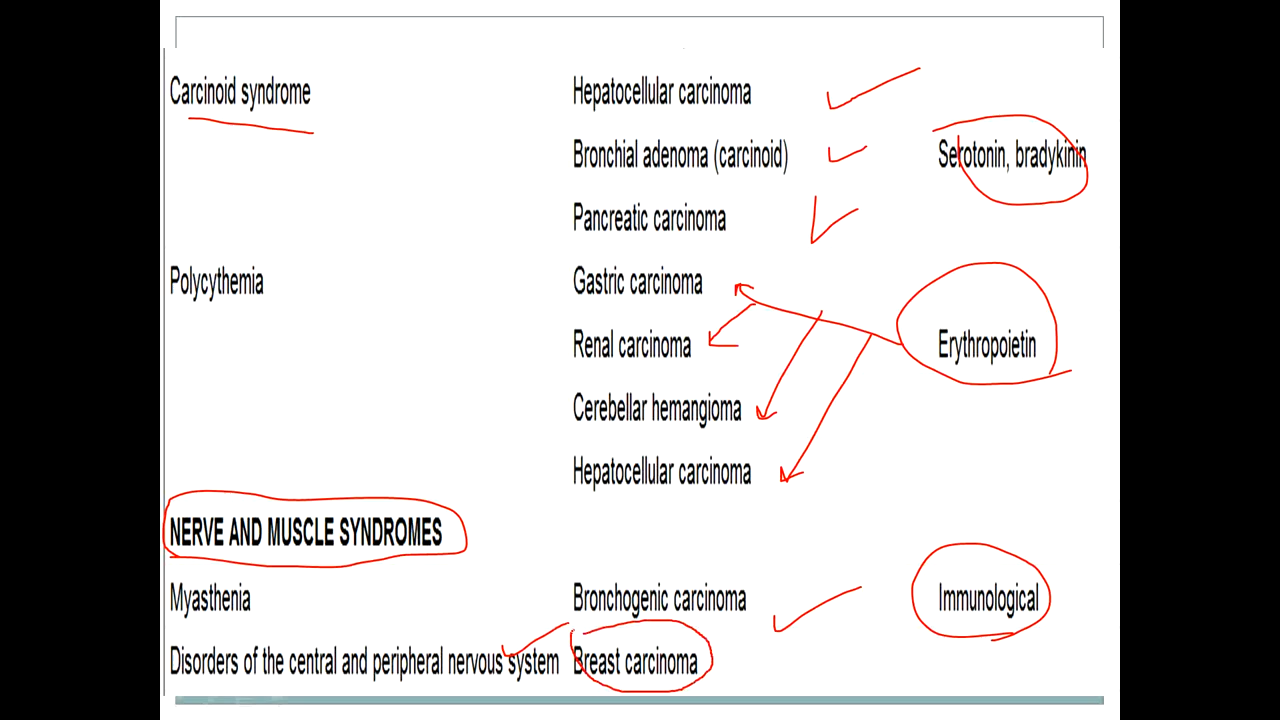 Carcinoid syndrome Hepatocellular carcinoma
Bronchial adenoma (carcinoid) Serotonin, bradykinin
Pancreatic carcinoma
Polycythemia Gastric carcinoma
Renal carcinoma Erythropoietin
Cerebellar hemangioma
Hepatocellular carcinoma
NERVE AND MUSCLE SYNDROMES
Myasthenia Bronchogenic carcinoma Immunological
Disorders of the central and peripheral nervous system Breast carcinoma